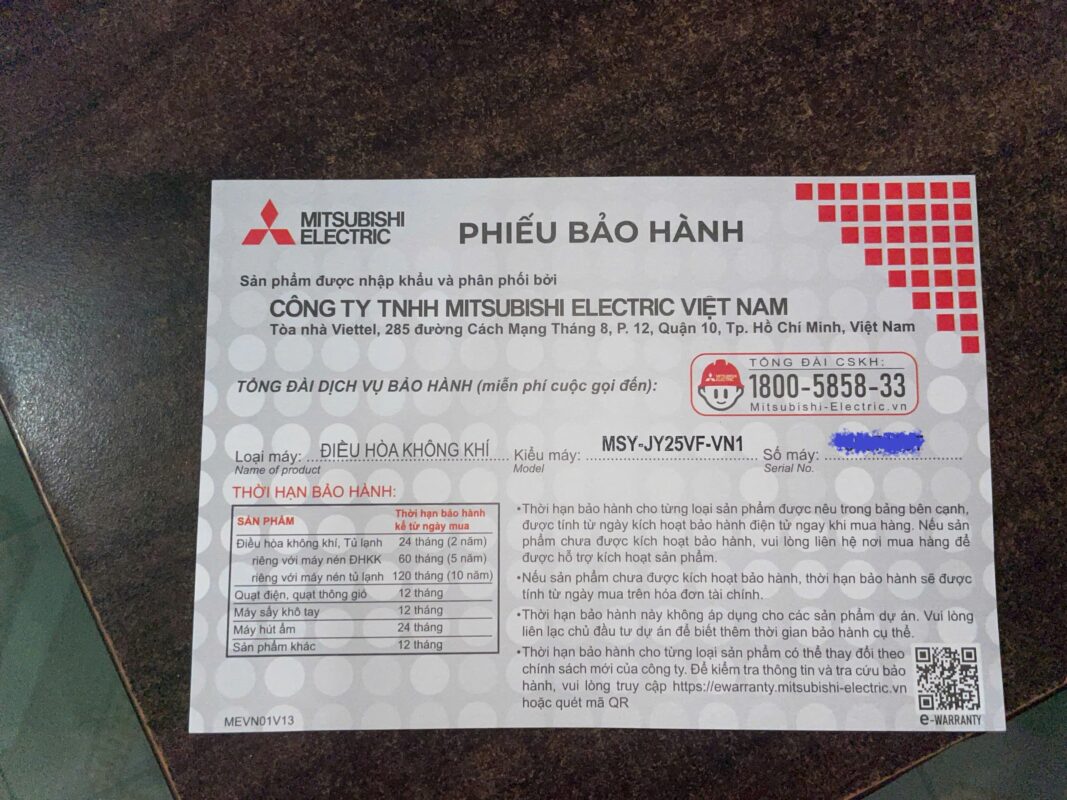 MITSUBISHI
ELECTRIC
PHIẾU BẢO HÀNH
Sản phẩm được nhập khẩu và phân phối bởi
CÔNG TY TNHH MITSUBISHI ELECTRIC VIỆT NAM
Tòa nhà Viettel, 285 đường Cách Mạng Tháng 8, P. 12, Quận 10, Tp. Hồ Chí Minh, Việt Nam
TỔNG ĐÀI DỊCH VỤ BẢO HÀNH (miễn phí cuộc gọi đến):
MITSUBISHI ELECTRIC
TỔNG ĐÀI CSKH:
1800-5858-33
Mitsubishi-Electric.vn
Loại máy: ĐIỀU HÒA KHÔNG KHÍ Kiểu máy: MSY-JY25VF-VN1 Số máy:
Name of product Model Serial No.
THỜI HẠN BẢO HÀNH:
SẢN PHẨM Thời hạn bảo hành kể từ ngày mua
Điều hòa không khí, Tủ lạnh 24 tháng (2 năm)
riêng với máy nén ĐHKK 60 tháng (5 năm)
riêng với máy nén tủ lạnh 120 tháng (10 năm)
Quạt điện, quạt thông gió 12 tháng
Máy sấy khô tay 12 tháng
Máy hút ẩm 24 tháng
Sản phẩm khác 12 tháng
•Thời hạn bảo hành cho từng loại sản phẩm được nêu trong bảng bên cạnh,
được tính từ ngày kích hoạt bảo hành điện tử ngay khi mua hàng. Nếu sản
phẩm chưa được kích hoạt bảo hành, vui lòng liên hệ nơi mua hàng để
được hỗ trợ kích hoạt sản phẩm.
•Nếu sản phẩm chưa được kích hoạt bảo hành, thời hạn bảo hành sẽ được
tính từ ngày mua trên hóa đơn tài chính.
•Thời hạn bảo hành này không áp dụng cho các sản phẩm dự án. Vui lòng
liên lạc chủ đầu tư dự án để biết thêm thời gian bảo hành cụ thể.
•Thời hạn bảo hành cho từng loại sản phẩm có thể thay đổi theo
chính sách mới của công ty. Để kiểm tra thông tin và tra cứu bảo
hành, vui lòng truy cập https://ewarranty.mitsubishi-electric.vn
hoặc quét mã QR
e-WARRANTY
MEVN01V13